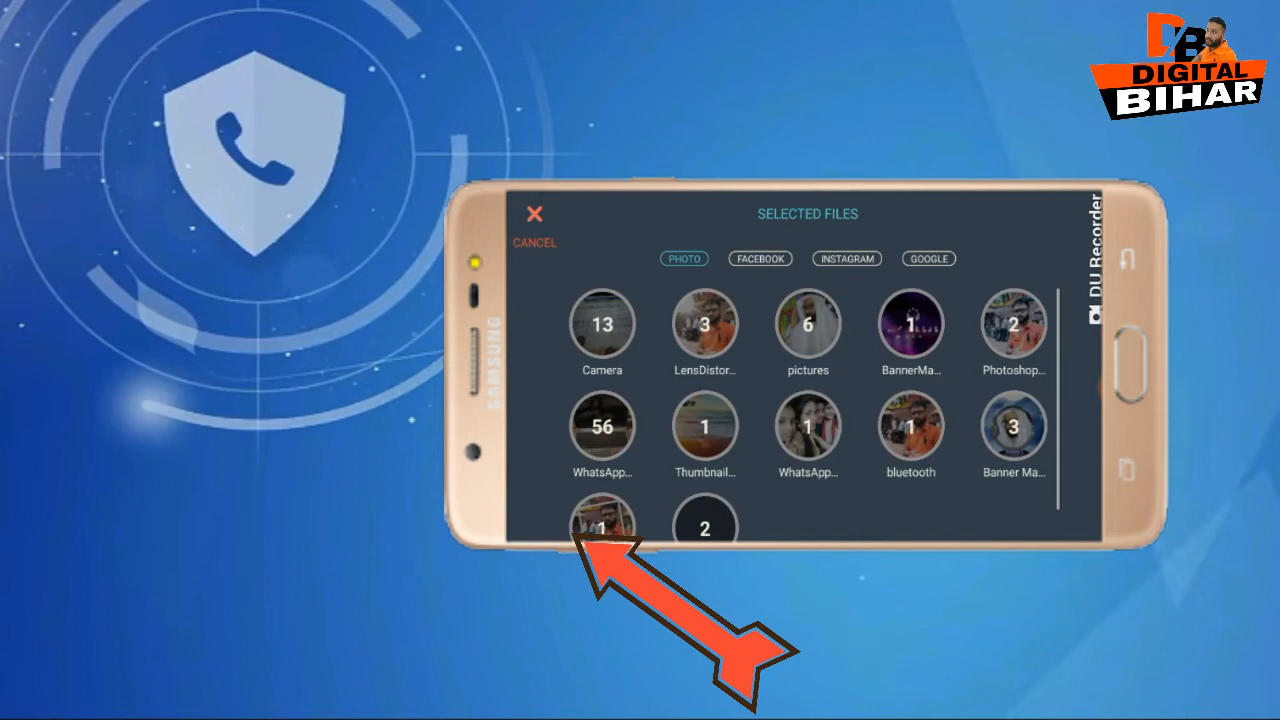 DB
DIGITAL
BIHAR
SAMSUNG
CANCEL
SELECTED FILES
PHOTO
FACEBOOK
INSTAGRAM
GOOGLE
13
3
6
1
2
Camera
LensDistor...
pictures
BannerMa...
Photoshop...
56
1
1
1
3
WhatsApp...
Thumbnail...
WhatsApp...
bluetooth
Banner Ma...
1
2
DU Recorder